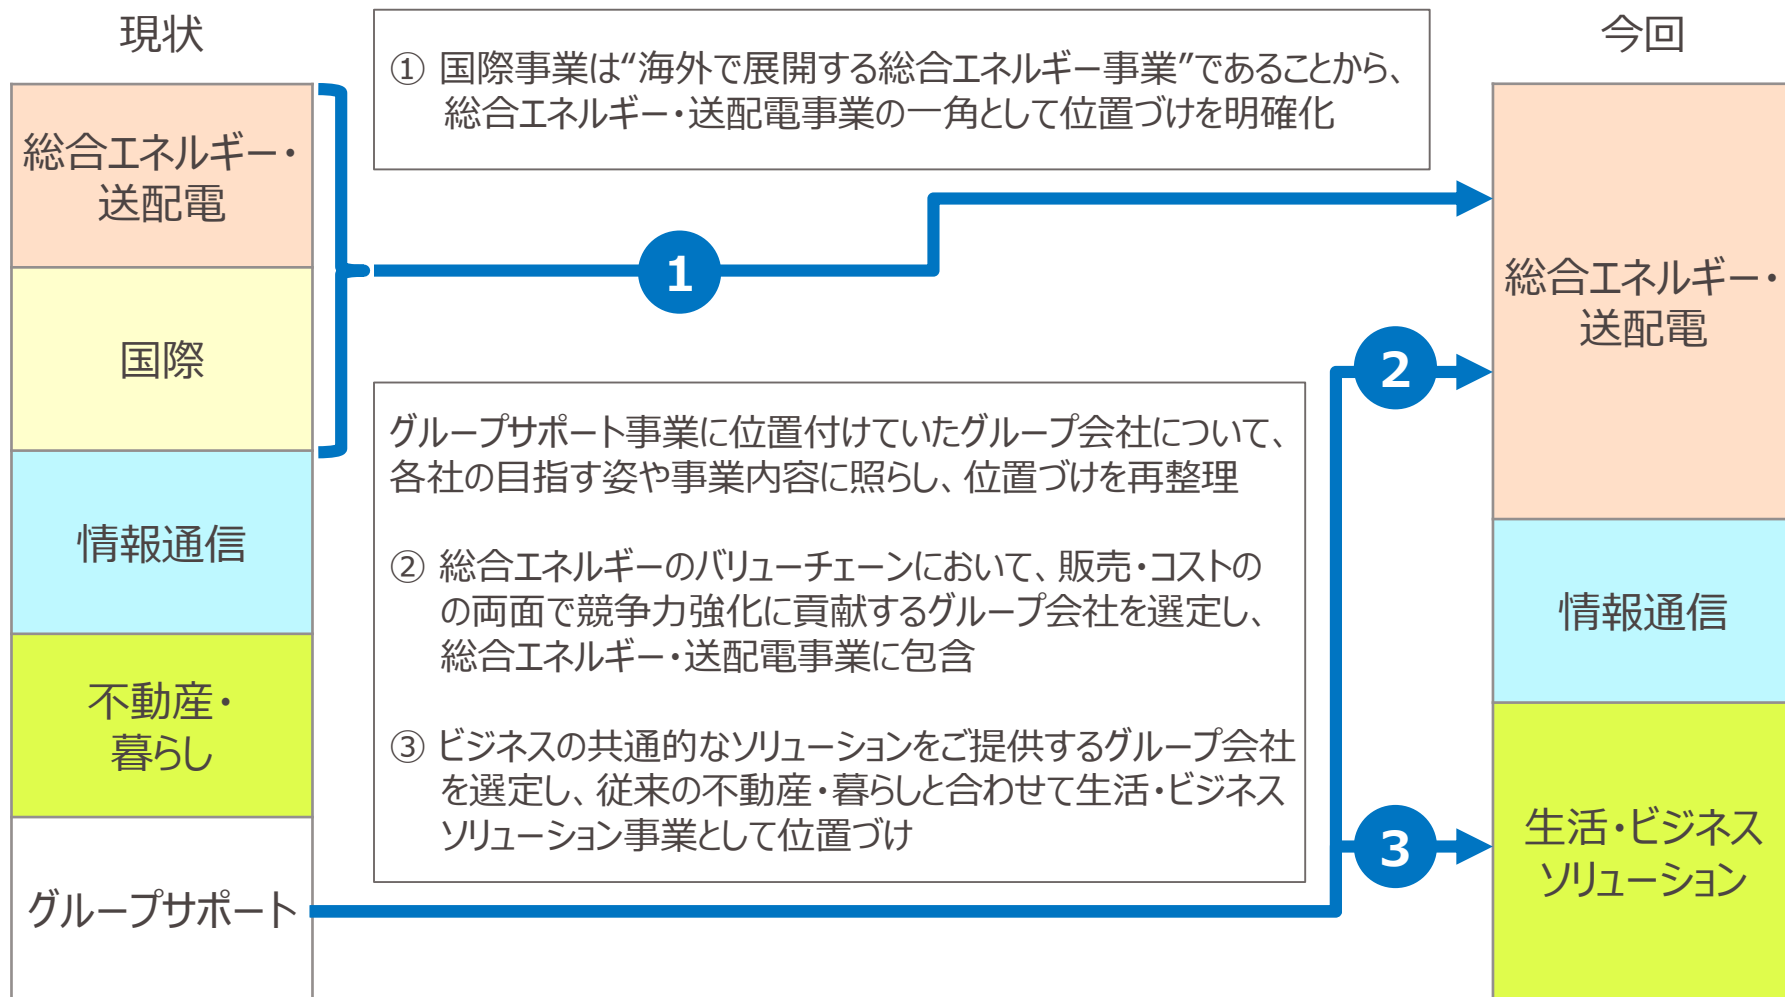 現状
総合エネルギー・
送配電
国際
情報通信
不動産・
暮らし
グループサポート
① 国際事業は“海外で展開する総合エネルギー事業”であることから、
総合エネルギー・送配電事業の一角として位置づけを明確化
1
グループサポート事業に位置付けていたグループ会社について、
各社の目指す姿や事業内容に照らし、位置づけを再整理
② 総合エネルギーのバリューチェーンにおいて、販売・コストの
の両面で競争力強化に貢献するグループ会社を選定し、
総合エネルギー・送配電事業に包含
③ ビジネスの共通的なソリューションをご提供するグループ会社
を選定し、従来の不動産・暮らしと合わせて生活・ビジネス
ソリューション事業として位置づけ
2
3
今回
総合エネルギー・
送配電
情報通信
生活・ビジネス
ソリューション